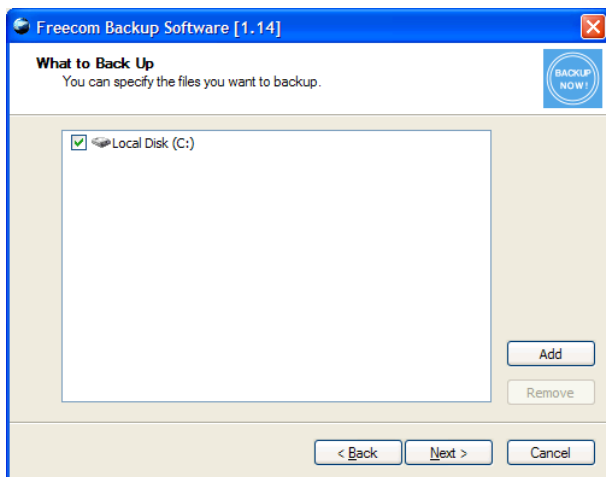 Freecom Backup Software [1.14]
What to Back Up
You can specify the files you want to backup.
BACKUP
NOW!
Local Disk (C:)
Add
Remove
< Back
Next >
Cancel